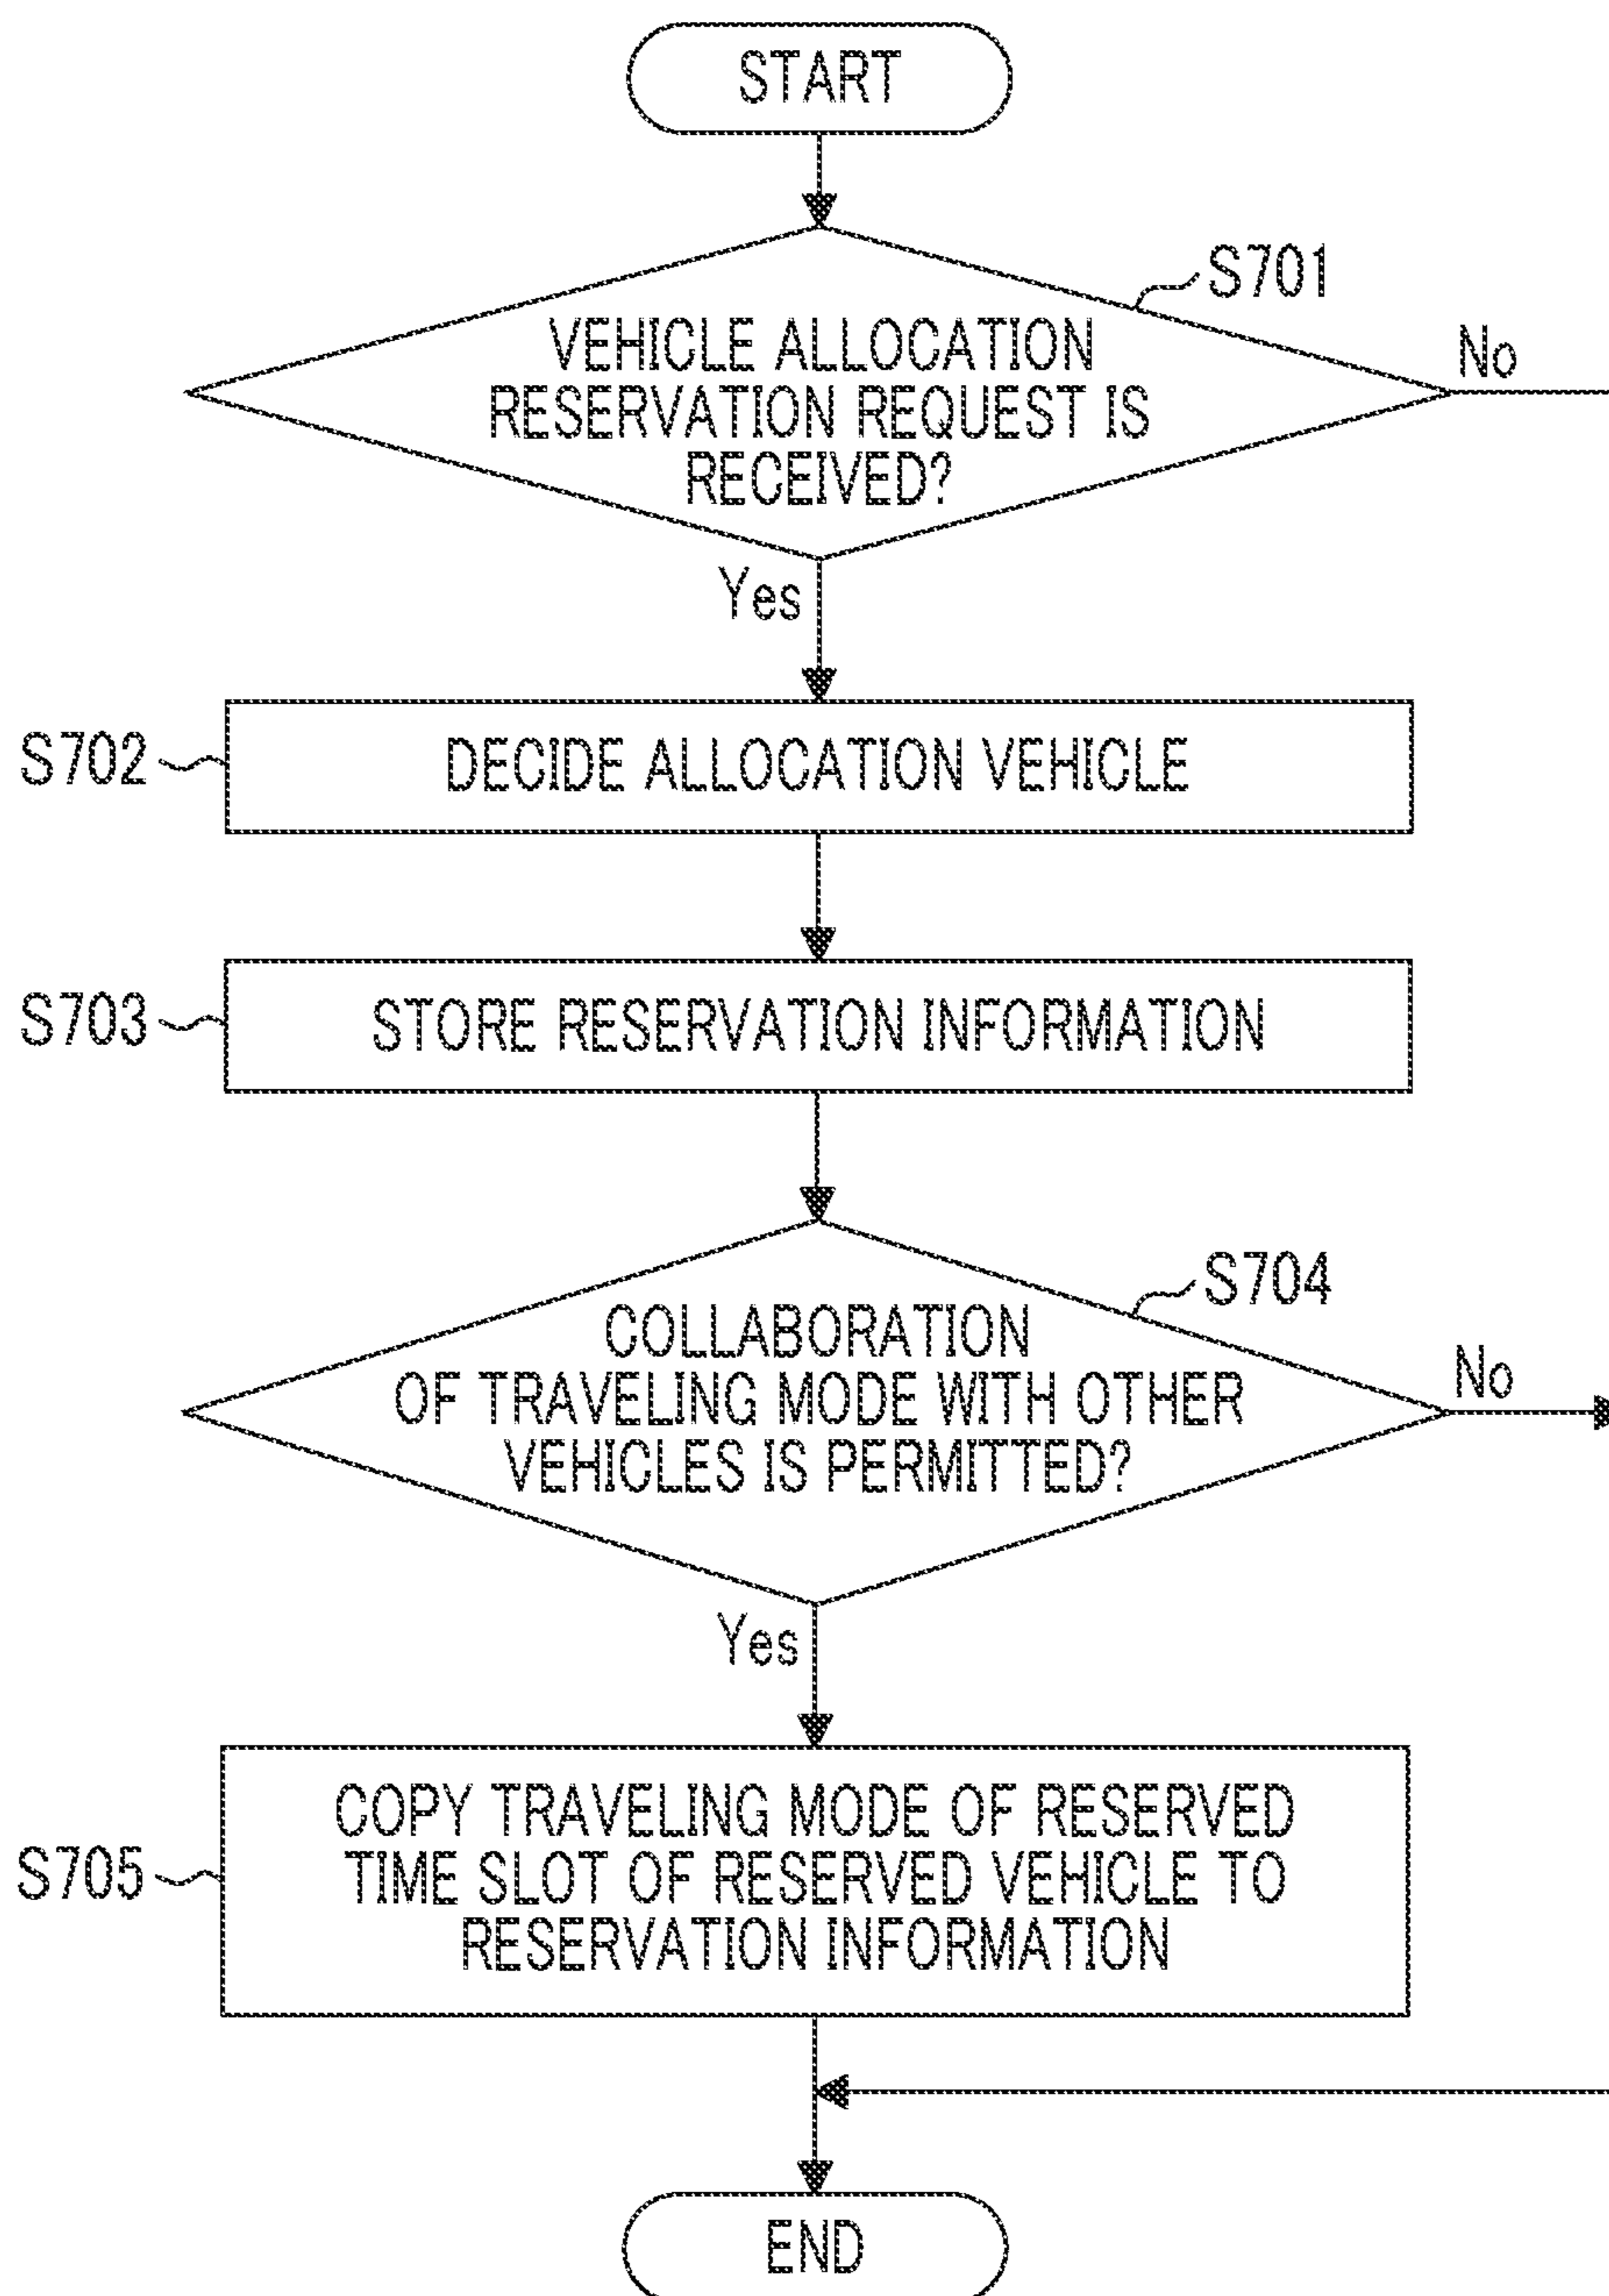 START
S701
VEHICLE ALLOCATION
RESERVATION REQUEST IS
RECEIVED?
No
Yes
S702
DECIDE ALLOCATION VEHICLE
S703
STORE RESERVATION INFORMATION
S704
COLLABORATION
OF TRAVELING MODE WITH OTHER
VEHICLES IS PERMITTED?
No
Yes
S705
COPY TRAVELING MODE OF RESERVED
TIME SLOT OF RESERVED VEHICLE TO
RESERVATION INFORMATION
END